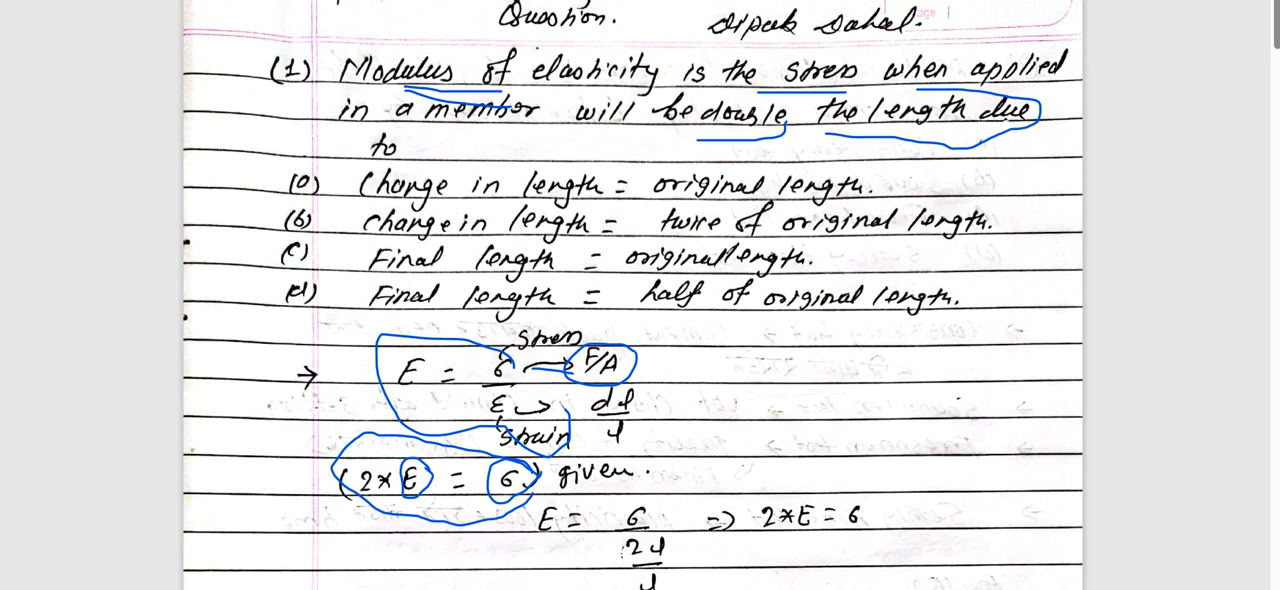 Question. Dipak Dahal.
(1) Modulus of elasticity is the stress when applied
in a member will be double the length due
to
(a) Change in length = original length.
(b) change in length = twice of original length.
(c) Final length = original length.
(d) Final length = half of original length.
Stress
→ E = σ → F/A
ε → dl/l
Strain
(2*E = σ) given.
E = σ ⇒ 2*E = σ
2l
l